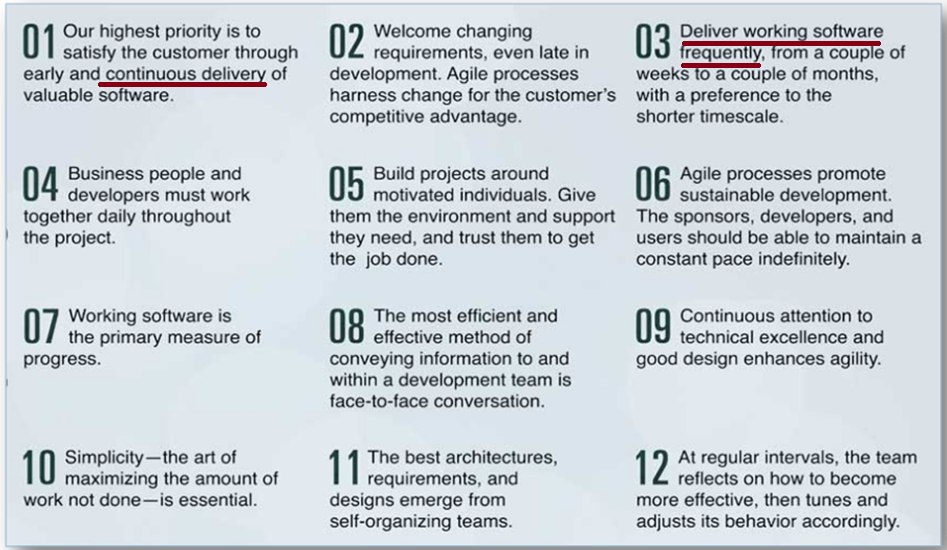 01 Our highest priority is to
satisfy the customer through
early and continuous delivery of
valuable software.
02 Welcome changing
requirements, even late in
development. Agile processes
harness change for the customer's
competitive advantage.
03 Deliver working software
frequently, from a couple of
weeks to a couple of months,
with a preference to the
shorter timescale.
04 Business people and
developers must work
together daily throughout
the project.
05 Build projects around
motivated individuals. Give
them the environment and support
they need, and trust them to get
the job done.
06 Agile processes promote
sustainable development.
The sponsors, developers, and
users should be able to maintain a
constant pace indefinitely.
07 Working software is
the primary measure of
progress.
08 The most efficient and
effective method of
conveying information to and
within a development team is
face-to-face conversation.
09 Continuous attention to
technical excellence and
good design enhances agility.
10 Simplicity—the art of
maximizing the amount of
work not done—is essential.
11 The best architectures,
requirements, and
designs emerge from
self-organizing teams.
12 At regular intervals, the team
reflects on how to become
more effective, then tunes and
adjusts its behavior accordingly.